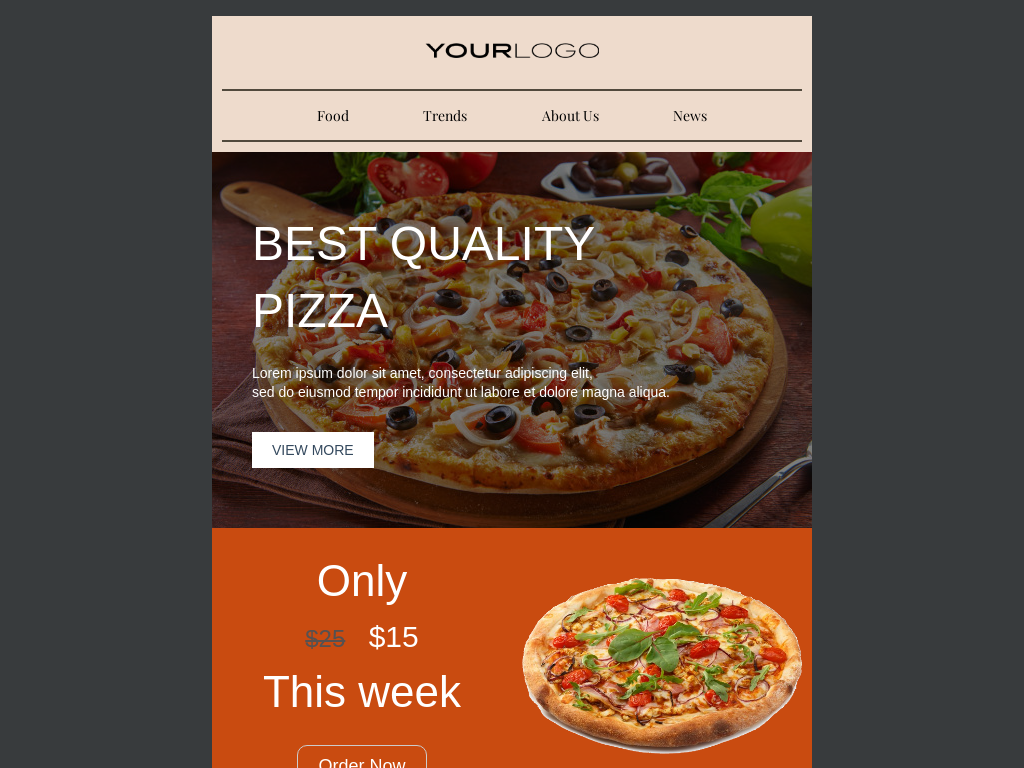 YOURLOGO
Food Trends About Us News
BEST QUALITY
PIZZA
Lorem ipsum dolor sit amet, consectetur adipiscing elit,
sed do eiusmod tempor incididunt ut labore et dolore magna aliqua.
VIEW MORE
Only
$25 $15
This week
Order Now